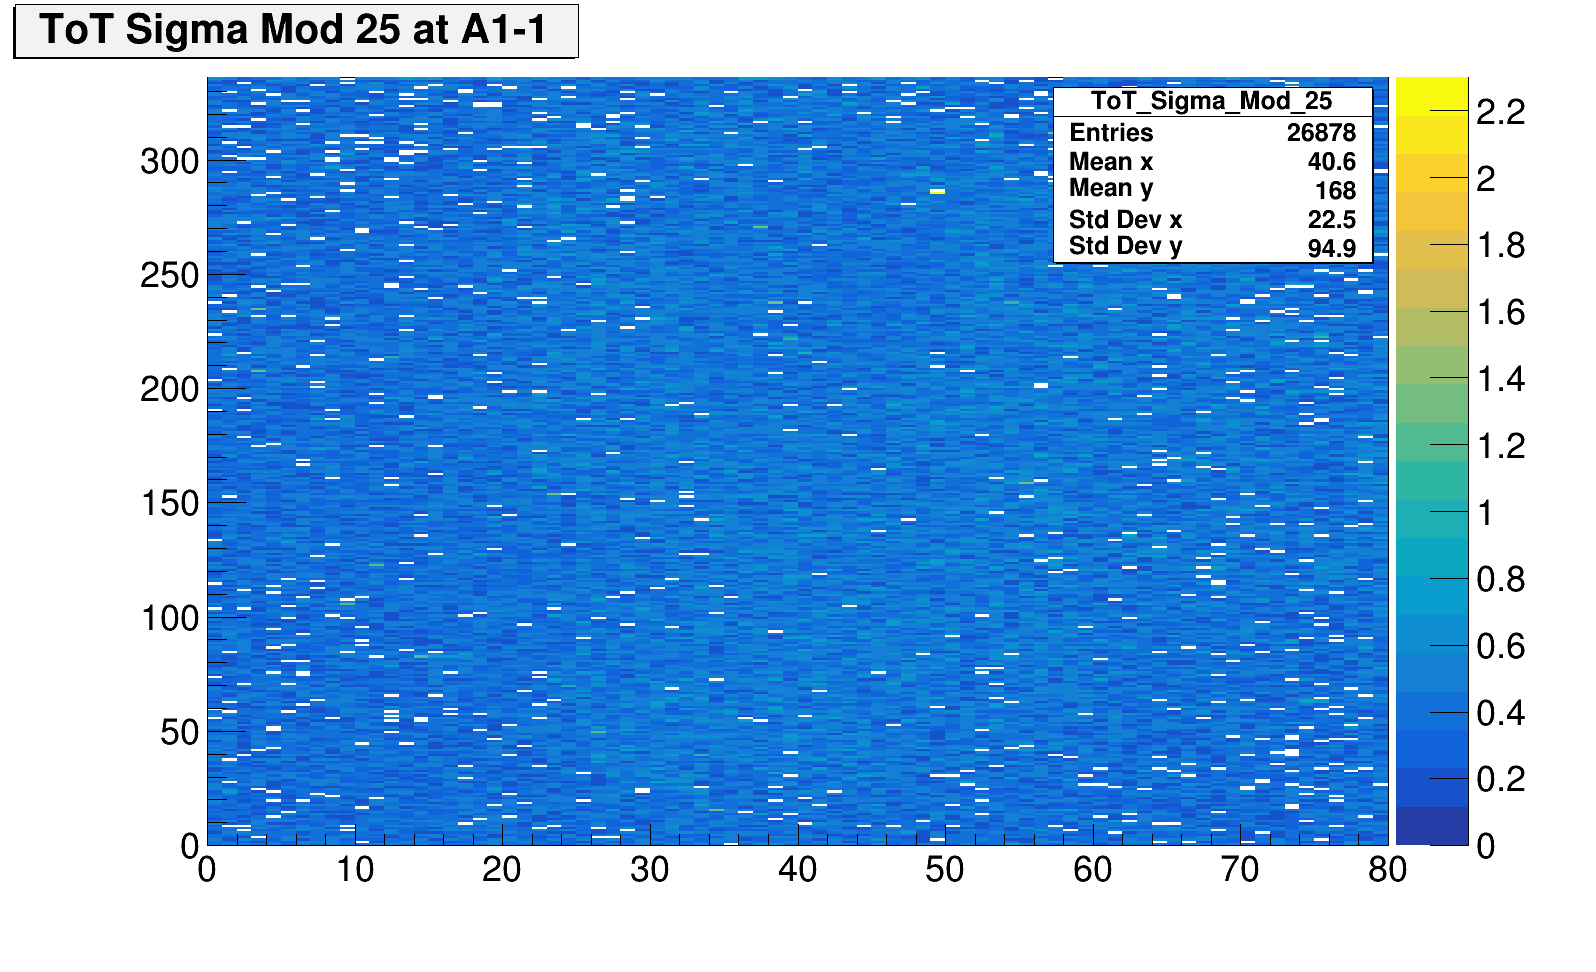 ToT Sigma Mod 25 at A1-1
ToT_Sigma_Mod_25
Entries 26878
Mean x 40.6
Mean y 168
Std Dev x 22.5
Std Dev y 94.9
300
250
200
150
100
50
0
0 10 20 30 40 50 60 70 80
2.2
2
1.8
1.6
1.4
1.2
1
0.8
0.6
0.4
0.2
0